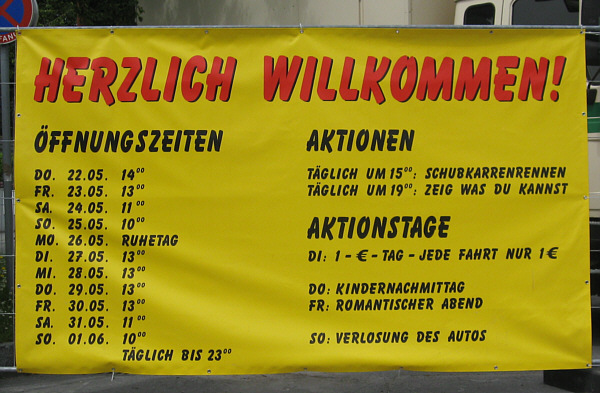 HERZLICH WILLKOMMEN!
ÖFFNUNGSZEITEN
DO. 22.05. 14⁰⁰
FR. 23.05. 13⁰⁰
SA. 24.05. 11⁰⁰
SO. 25.05. 10⁰⁰
MO. 26.05. RUHETAG
DI. 27.05. 13⁰⁰
MI. 28.05. 13⁰⁰
DO. 29.05. 13⁰⁰
FR. 30.05. 13⁰⁰
SA. 31.05. 11⁰⁰
SO. 01.06. 10⁰⁰
TÄGLICH BIS 23⁰⁰
AKTIONEN
TÄGLICH UM 15⁰⁰: SCHUBKARRENRENNEN
TÄGLICH UM 19⁰⁰: ZEIG WAS DU KANNST
AKTIONSTAGE
DI: 1 - € - TAG - JEDE FAHRT NUR 1 €
DO: KINDERNACHMITTAG
FR: ROMANTISCHER ABEND
SO: VERLOSUNG DES AUTOS